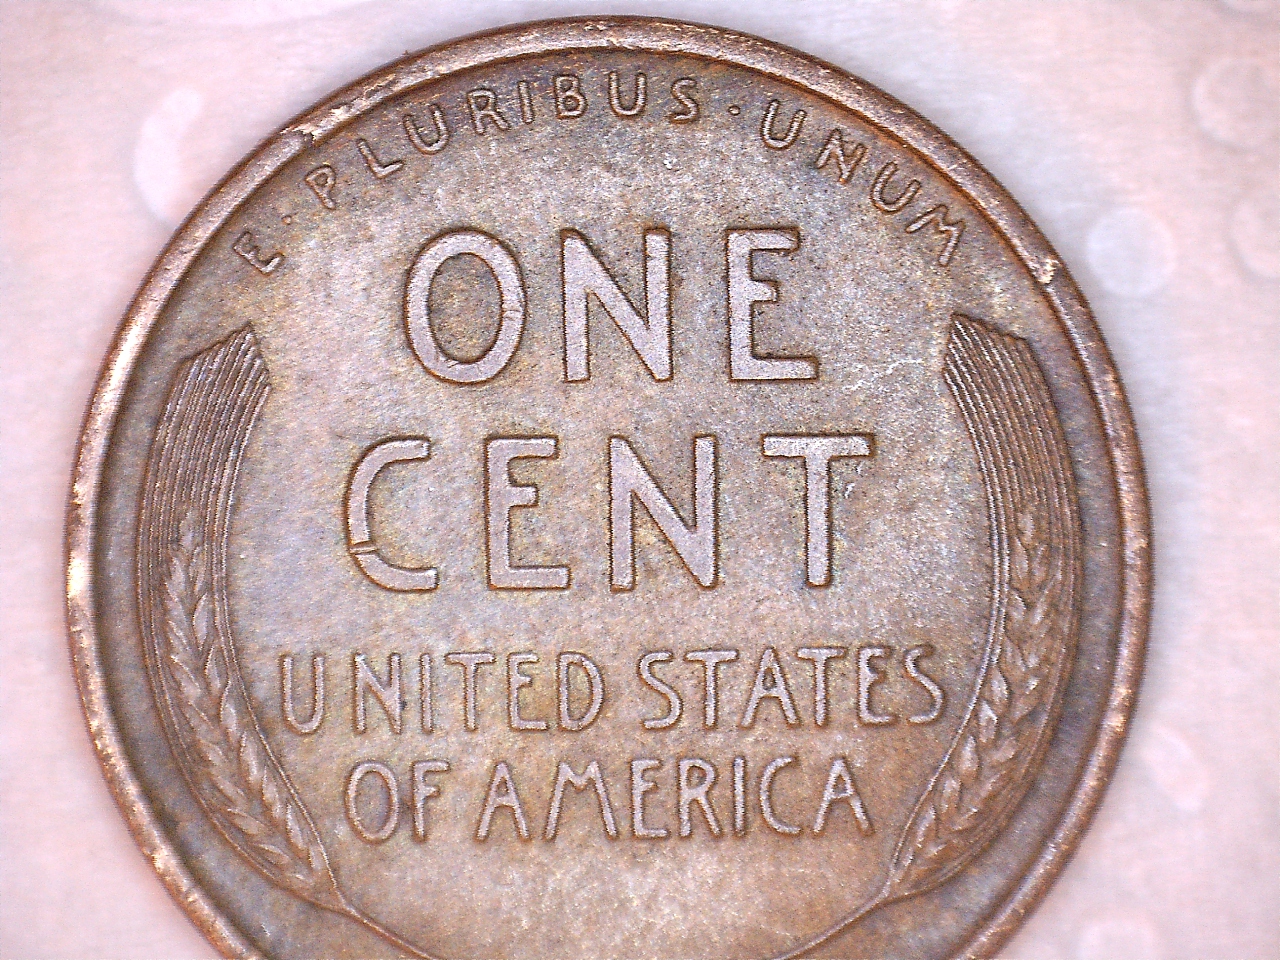 E · PLURIBUS · UNUM
ONE
CENT
UNITED STATES
OF AMERICA